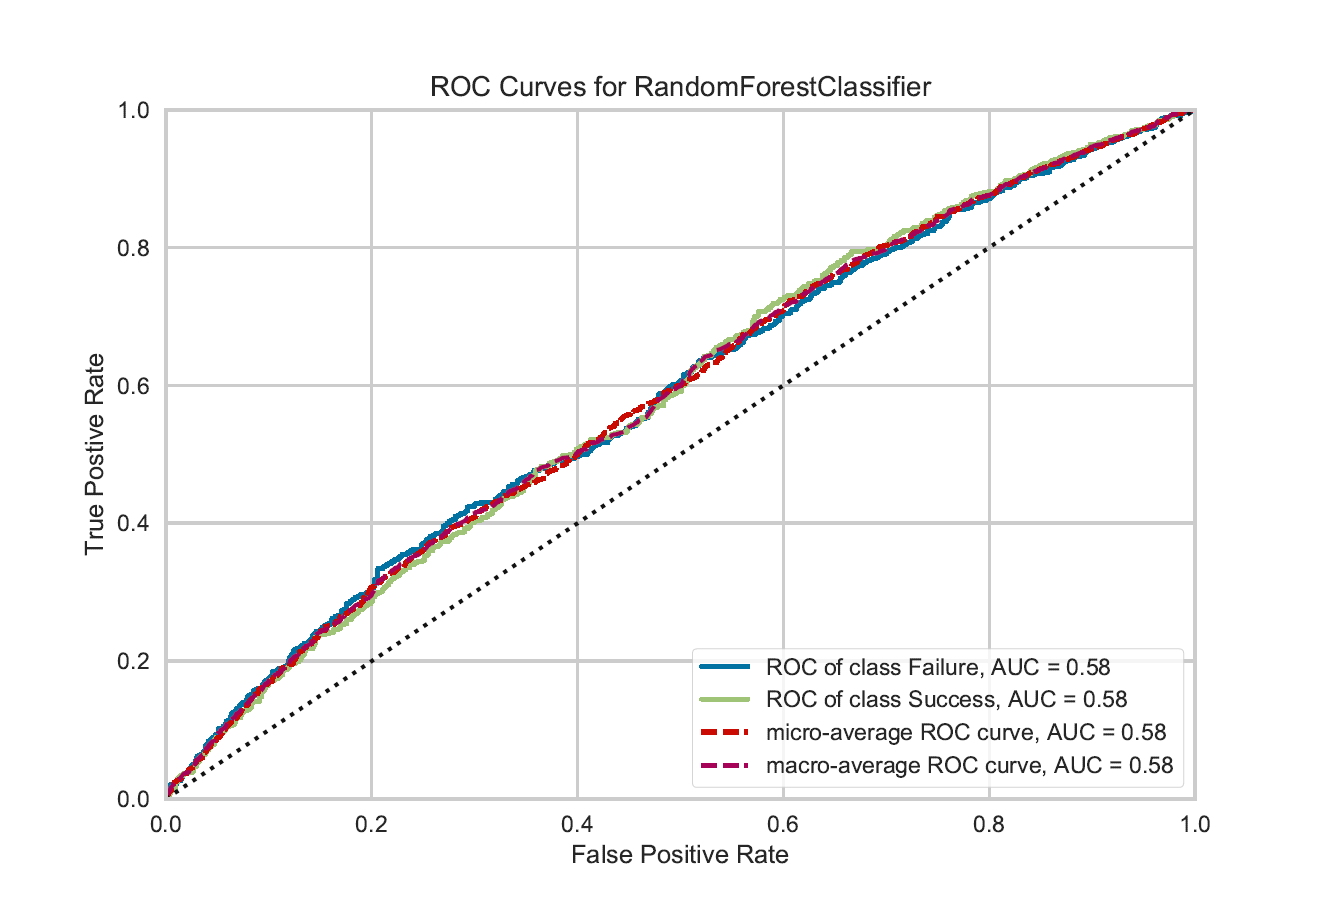 ROC Curves for RandomForestClassifier
1.0
0.8
0.6
0.4
0.2
0.0
True Postive Rate
ROC of class Failure, AUC = 0.58
ROC of class Success, AUC = 0.58
micro-average ROC curve, AUC = 0.58
macro-average ROC curve, AUC = 0.58
0.0 0.2 0.4 0.6 0.8 1.0
False Positive Rate